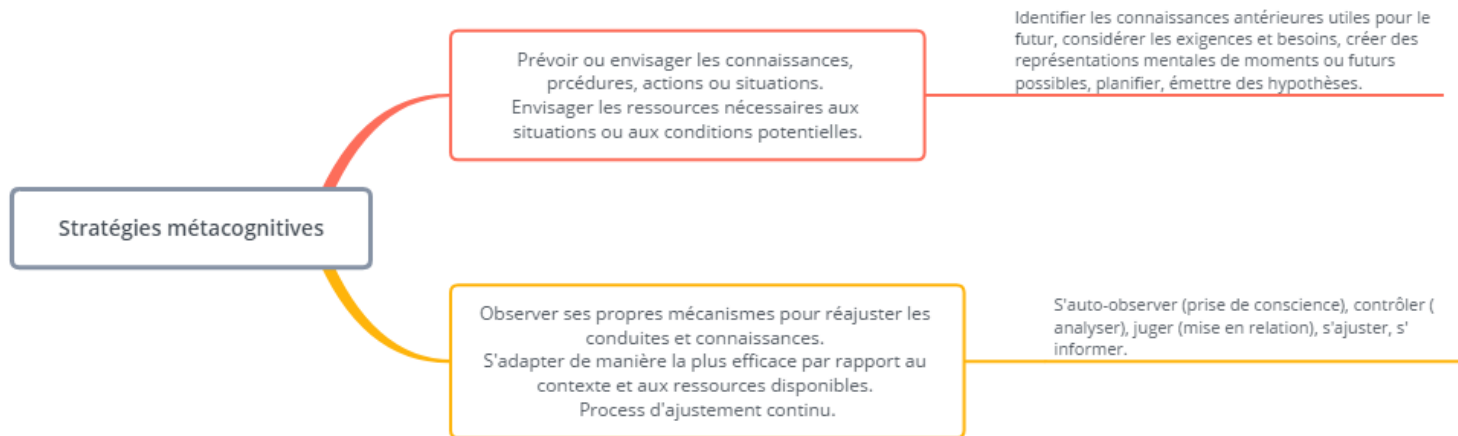 Stratégies métacognitives
Prévoir ou envisager les connaissances,
prcédures, actions ou situations.
Envisager les ressources nécessaires aux
situations ou aux conditions potentielles.
Identifier les connaissances antérieures utiles pour le
futur, considérer les exigences et besoins, créer des
représentations mentales de moments ou futurs
possibles, planifier, émettre des hypothèses.
Observer ses propres mécanismes pour réajuster les
conduites et connaissances.
S'adapter de manière la plus efficace par rapport au
contexte et aux ressources disponibles.
Process d'ajustement continu.
S'auto-observer (prise de conscience), contrôler (
analyser), juger (mise en relation), s'ajuster, s'
informer.